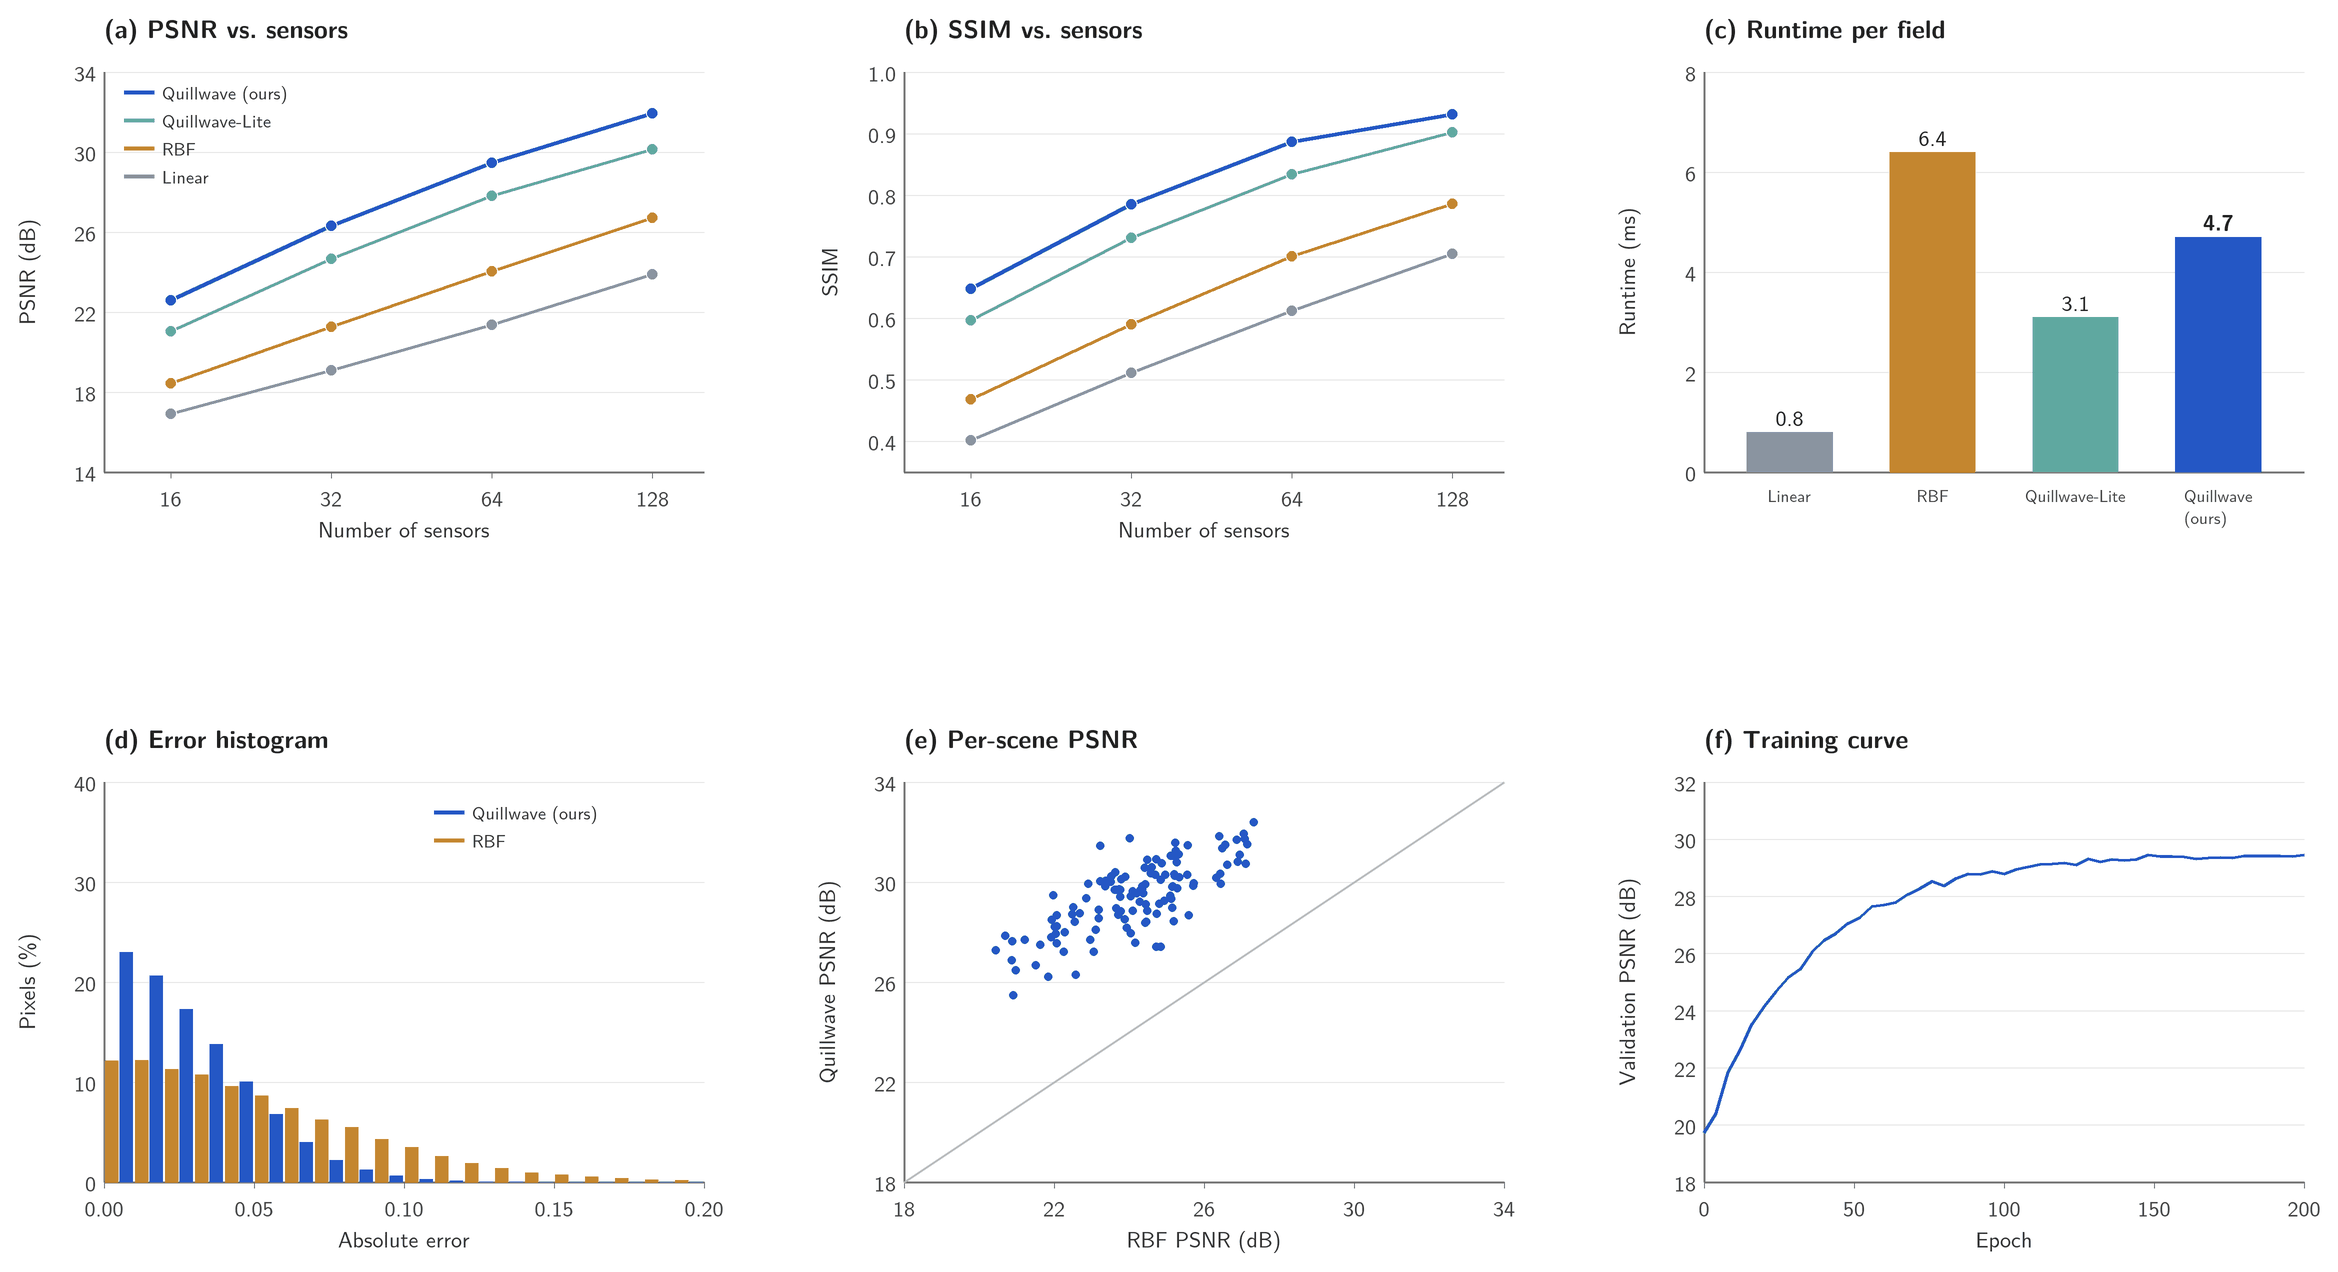 (a) PSNR vs. sensors
34
30
26
22
18
14
PSNR (dB)
Quillwave (ours)
Quillwave-Lite
RBF
Linear
16 32 64 128
Number of sensors
(b) SSIM vs. sensors
1.0
0.9
0.8
0.7
0.6
0.5
0.4
SSIM
16 32 64 128
Number of sensors
(c) Runtime per field
8
6
4
2
0
Runtime (ms)
0.8
6.4
3.1
4.7
Linear RBF Quillwave-Lite Quillwave
(ours)
(d) Error histogram
40
30
20
10
0
Pixels (%)
Quillwave (ours)
RBF
0.00 0.05 0.10 0.15 0.20
Absolute error
(e) Per-scene PSNR
34
30
26
22
18
Quillwave PSNR (dB)
18 22 26 30 34
RBF PSNR (dB)
(f) Training curve
32
30
28
26
24
22
20
18
Validation PSNR (dB)
0 50 100 150 200
Epoch